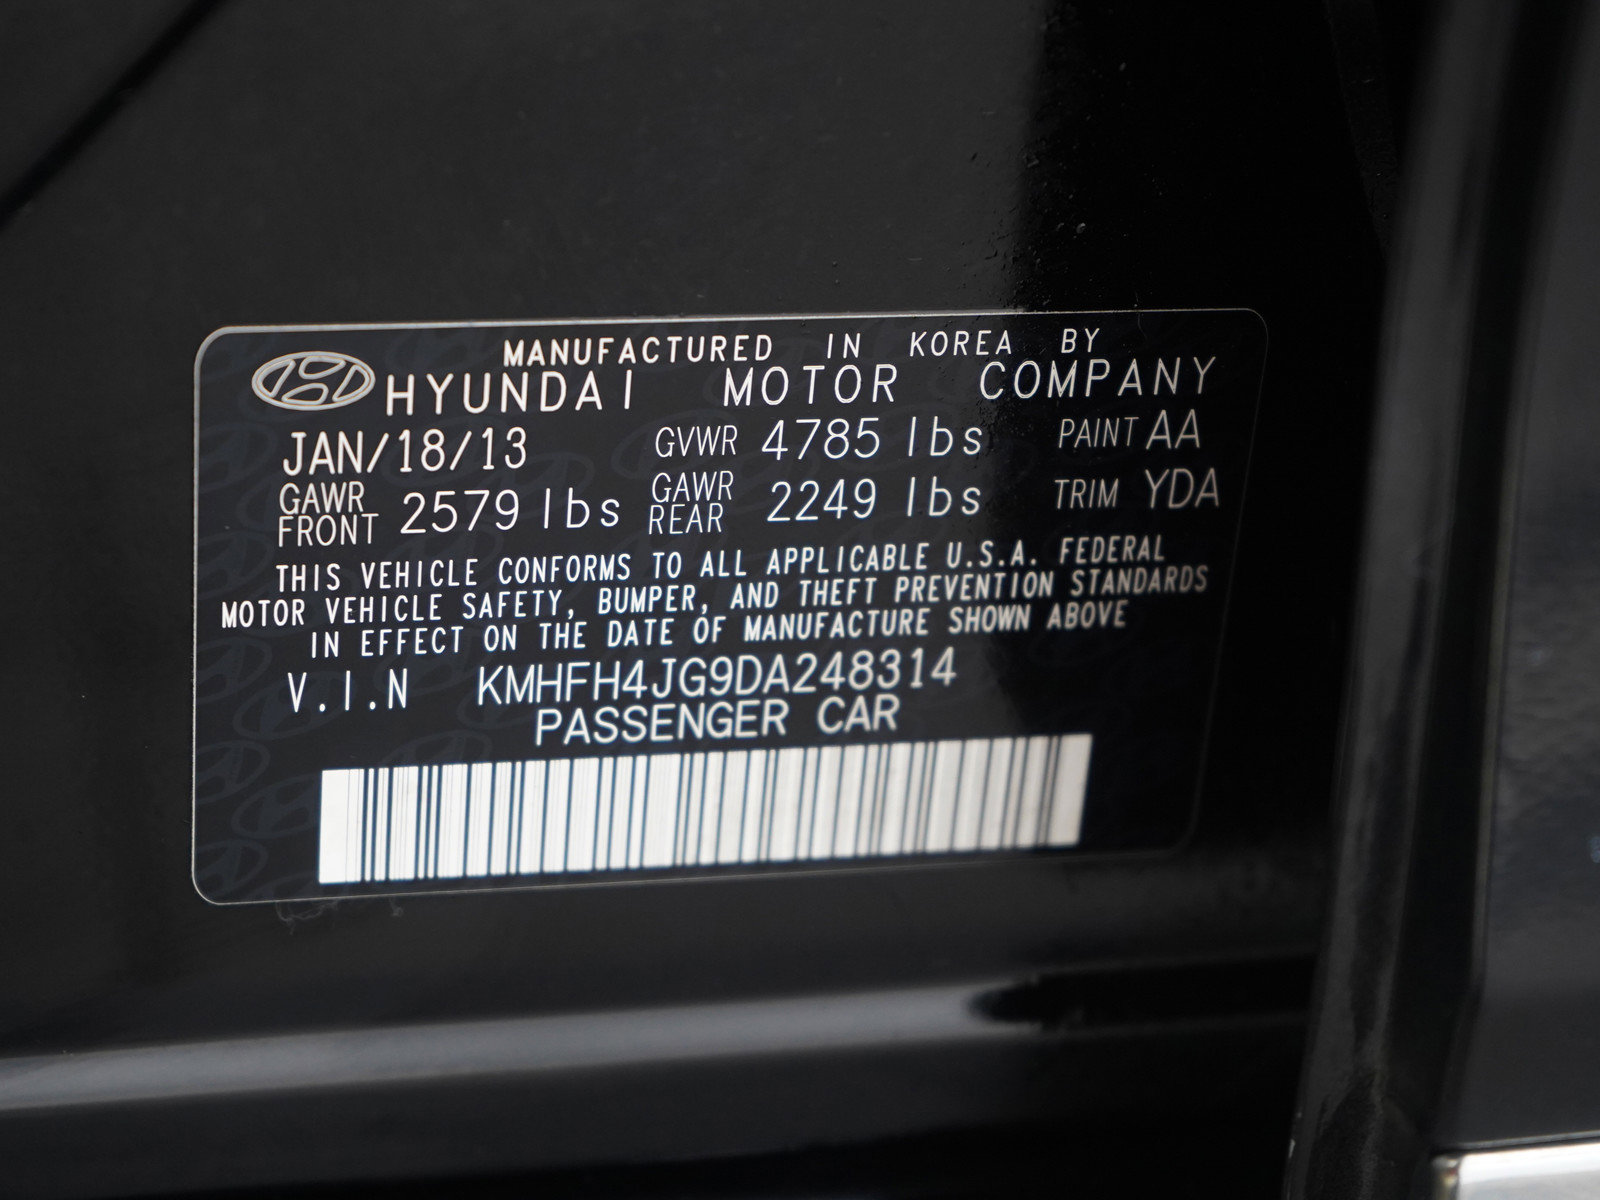 MANUFACTURED IN KOREA BY
HYUNDAI MOTOR COMPANY
JAN/18/13 GVWR 4785 lbs PAINT AA
GAWR FRONT 2579 lbs GAWR REAR 2249 lbs TRIM YDA
THIS VEHICLE CONFORMS TO ALL APPLICABLE U.S.A. FEDERAL
MOTOR VEHICLE SAFETY, BUMPER, AND THEFT PREVENTION STANDARDS
IN EFFECT ON THE DATE OF MANUFACTURE SHOWN ABOVE
V.I.N KMHFH4JG9DA248314
PASSENGER CAR